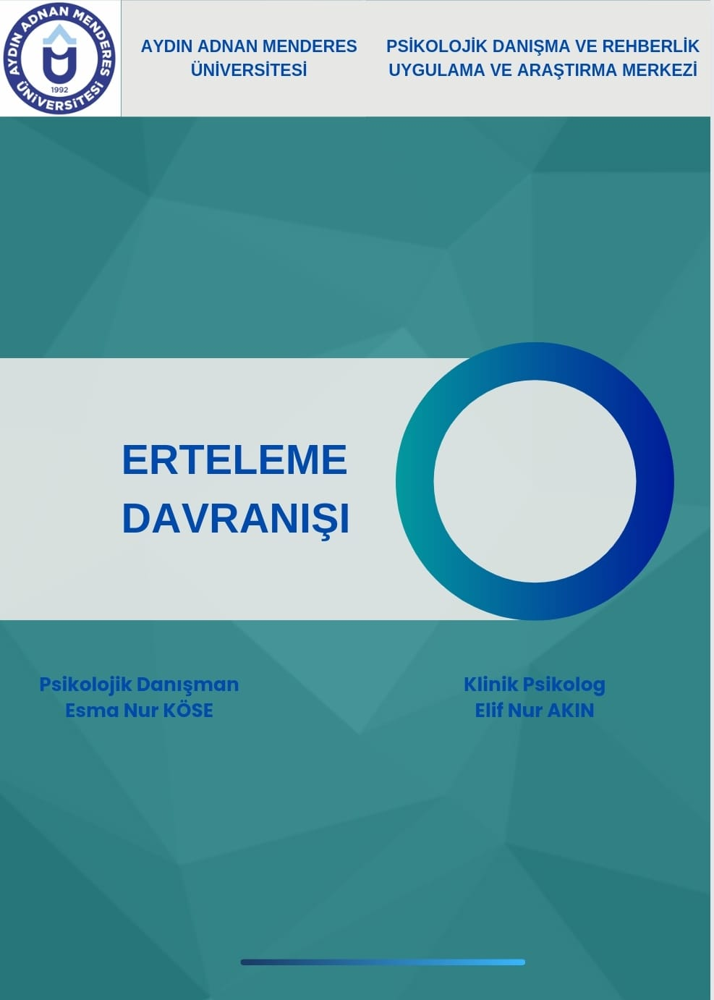 AYDIN ADNAN MENDERES
ÜNİVERSİTESİ
1992
AYDIN ADNAN MENDERES
ÜNİVERSİTESİ
PSİKOLOJİK DANIŞMA VE REHBERLİK
UYGULAMA VE ARAŞTIRMA MERKEZİ
ERTELEME
DAVRANIŞI
Psikolojik Danışman
Esma Nur KÖSE
Klinik Psikolog
Elif Nur AKIN